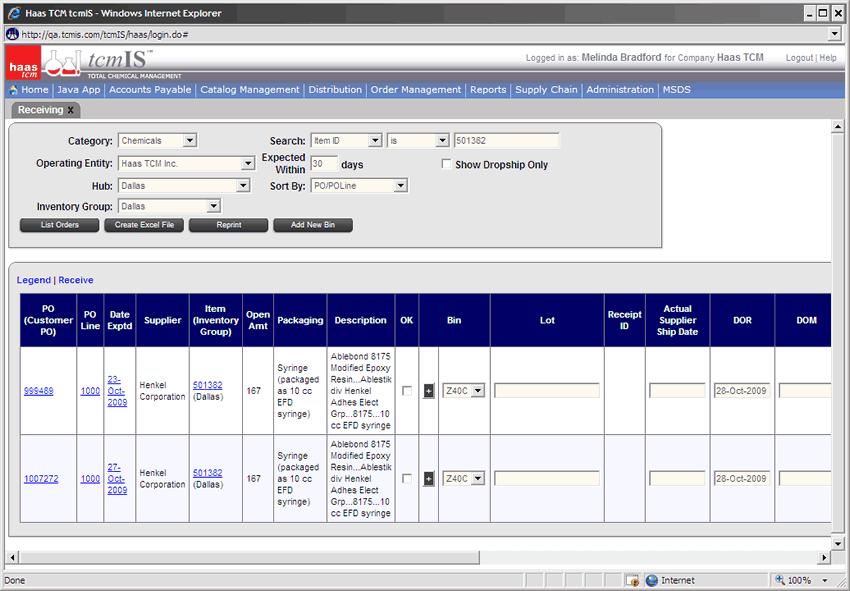 Haas TCM tcmIS - Windows Internet Explorer
http://qa.tcmis.com/tcmIS/haas/login.do#
haas tcm
tcmIS™
TOTAL CHEMICAL MANAGEMENT
Logged in as: Melinda Bradford for Company Haas TCM Logout | Help
Home | Java App | Accounts Payable | Catalog Management | Distribution | Order Management | Reports | Supply Chain | Administration | MSDS
Receiving X
Category: Chemicals Search: Item ID is 501382
Operating Entity: Haas TCM Inc. Expected Within 30 days Show Dropship Only
Hub: Dallas Sort By: PO/POLine
Inventory Group: Dallas
List Orders Create Excel File Reprint Add New Bin
Legend | Receive
PO (Customer PO) PO Line Date Exptd Supplier Item (Inventory Group) Open Amt Packaging Description OK Bin Lot Receipt ID Actual Supplier Ship Date DOR DOM
999489 1000 23-Oct-2009 Henkel Corporation 501382 (Dallas) 167 Syringe (packaged as 10 cc EFD syringe) Ablebond 8175 Modified Epoxy Resin...Ablestik div Henkel Adhes Elect Grp...8175...10 cc EFD syringe + Z40C 28-Oct-2009
1007272 1000 27-Oct-2009 Henkel Corporation 501382 (Dallas) 167 Syringe (packaged as 10 cc EFD syringe) Ablebond 8175 Modified Epoxy Resin...Ablestik div Henkel Adhes Elect Grp...8175...10 cc EFD syringe + Z40C 28-Oct-2009
Done Internet 100%